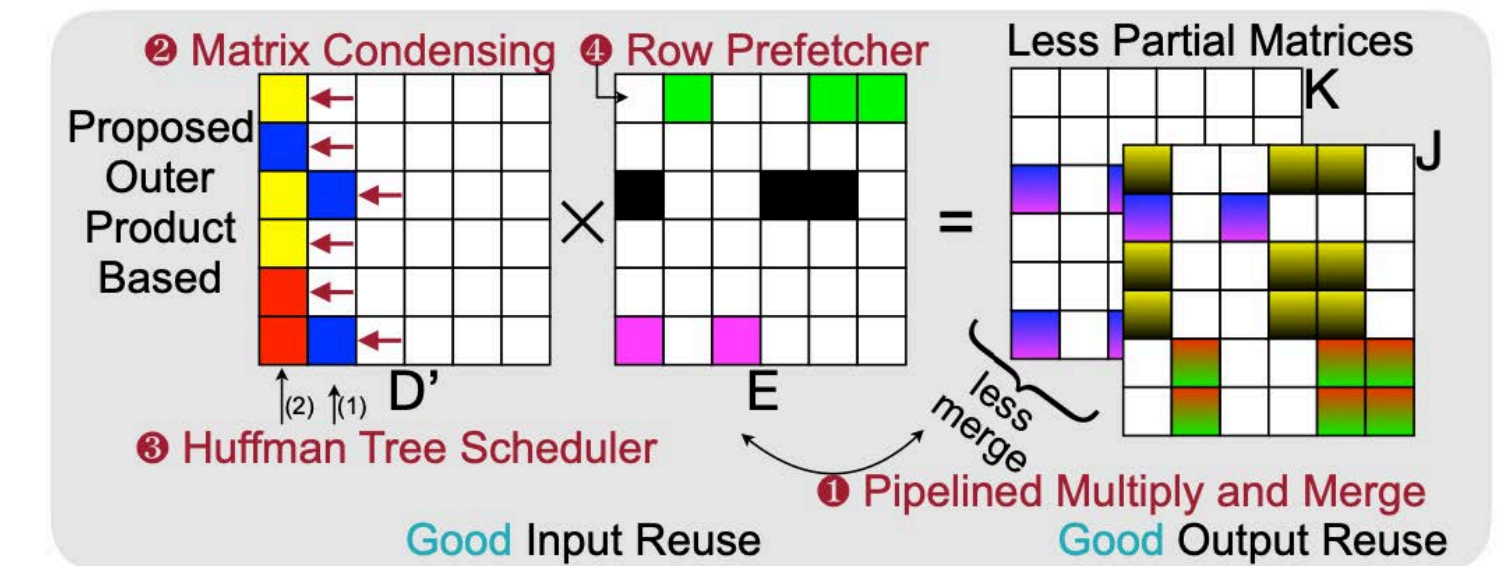 ❷ Matrix Condensing
❹ Row Prefetcher
Less Partial Matrices
K
J
Proposed
Outer
Product
Based
×
=
D’
E
(2)
(1)
less
merge
❸ Huffman Tree Scheduler
❶ Pipelined Multiply and Merge
Good Input Reuse
Good Output Reuse